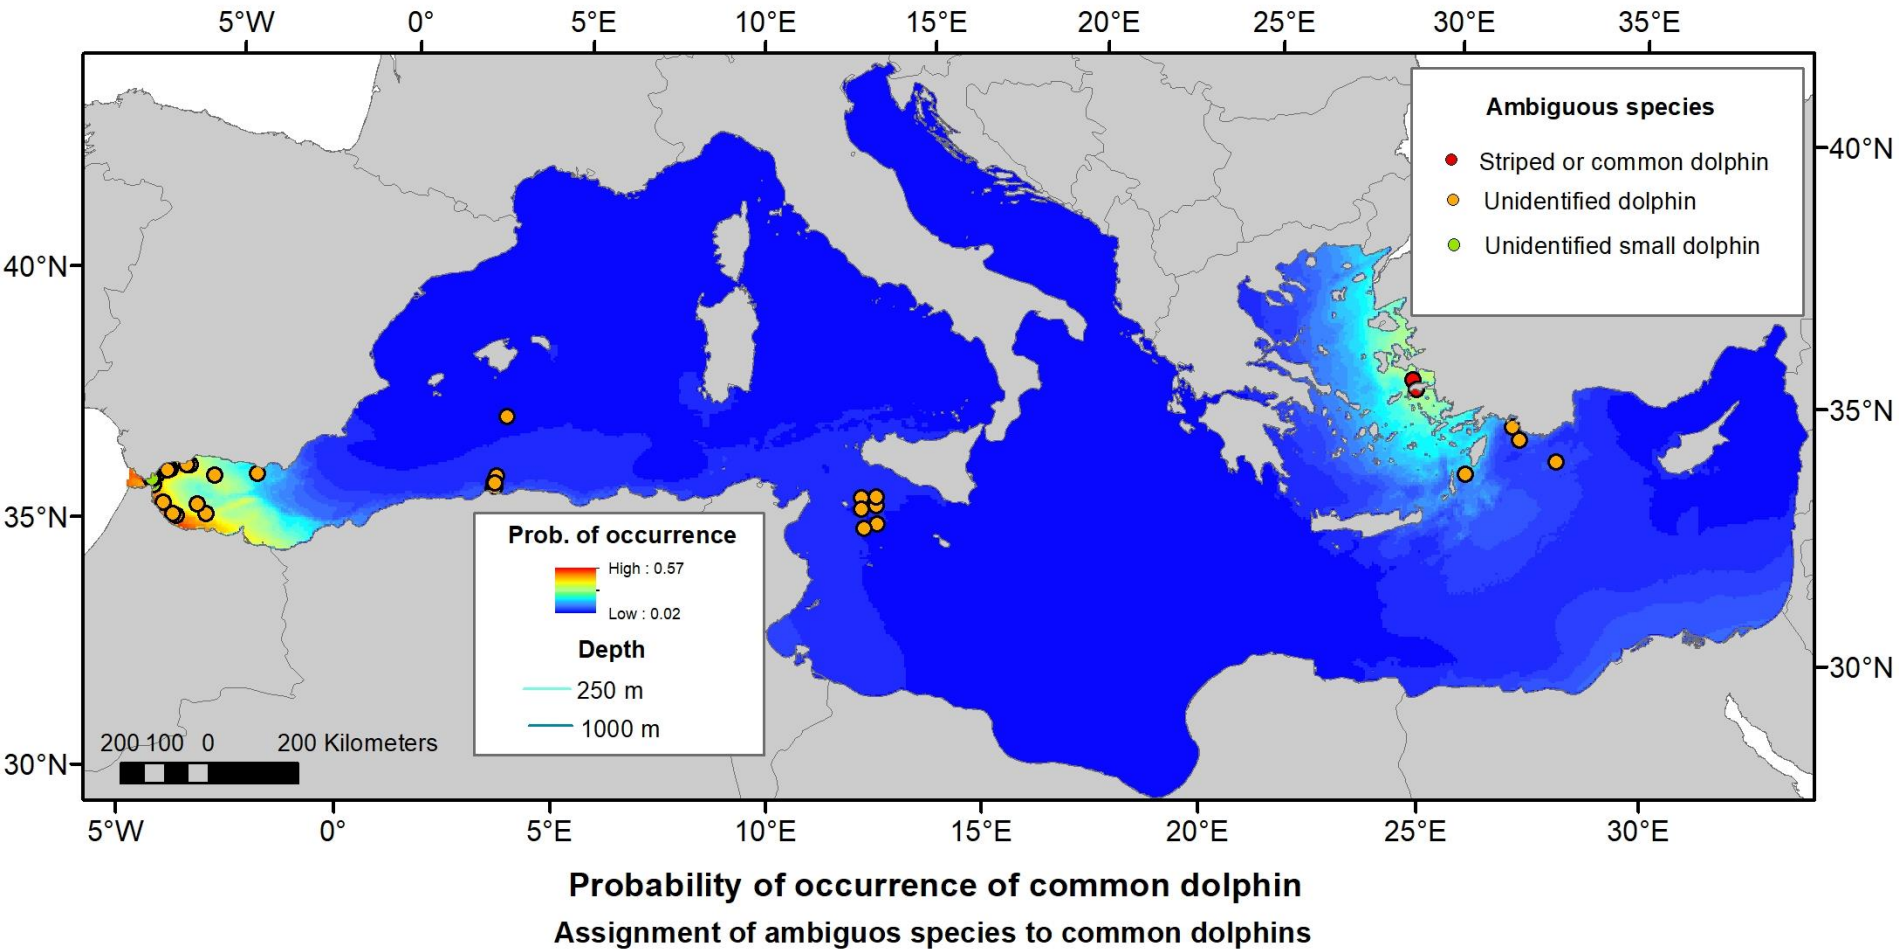 5°W 0° 5°E 10°E 15°E 20°E 25°E 30°E 35°E
Ambiguous species
Striped or common dolphin
Unidentified dolphin
Unidentified small dolphin
40°N
40°N
35°N
35°N
30°N
30°N
Prob. of occurrence
High : 0.57
Low : 0.02
Depth
250 m
1000 m
200 100 0 200 Kilometers
5°W 0° 5°E 10°E 15°E 20°E 25°E 30°E
Probability of occurrence of common dolphin
Assignment of ambiguos species to common dolphins